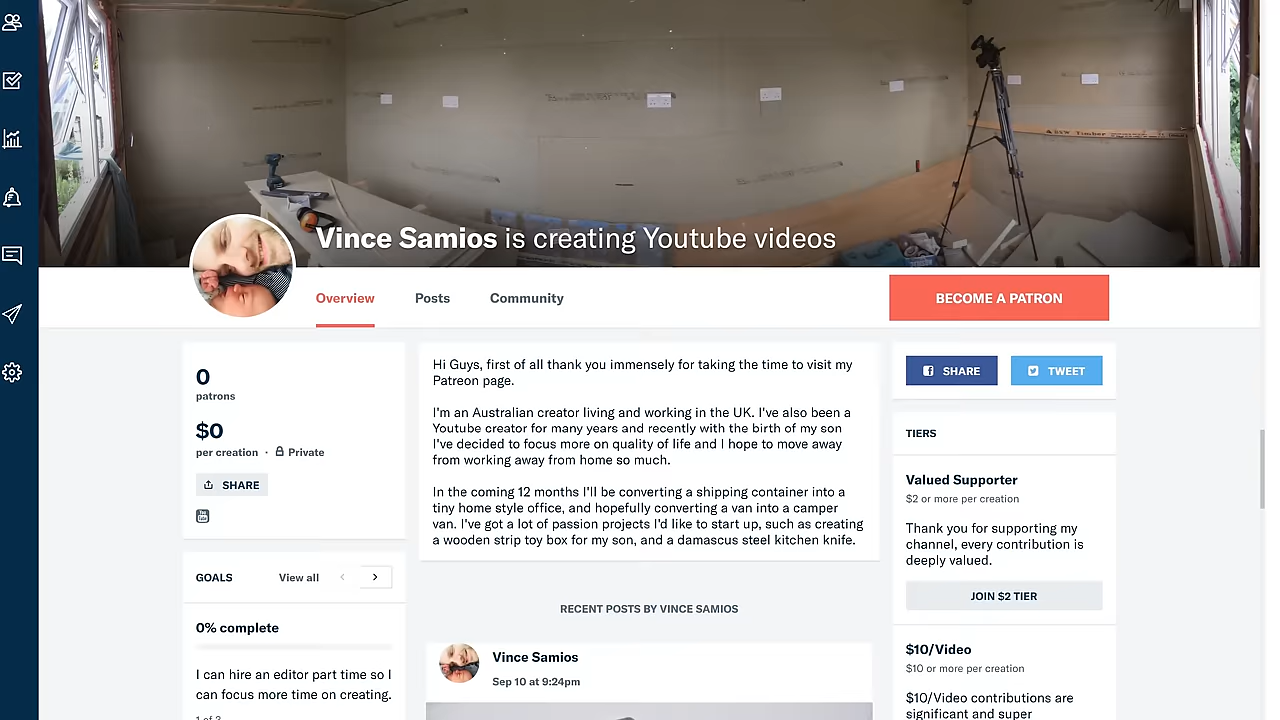 Vince Samios is creating Youtube videos
Overview
Posts
Community
BECOME A PATRON
0
patrons
$0
per creation · Private
SHARE
GOALS
View all
0% complete
I can hire an editor part time so I
can focus more time on creating.
Hi Guys, first of all thank you immensely for taking the time to visit my
Patreon page.
I'm an Australian creator living and working in the UK. I've also been a
Youtube creator for many years and recently with the birth of my son
I've decided to focus more on quality of life and I hope to move away
from working away from home so much.
In the coming 12 months I'll be converting a shipping container into a
tiny home style office, and hopefully converting a van into a camper
van. I've got a lot of passion projects I'd like to start up, such as creating
a wooden strip toy box for my son, and a damascus steel kitchen knife.
RECENT POSTS BY VINCE SAMIOS
Vince Samios
Sep 10 at 9:24pm
SHARE
TWEET
TIERS
Valued Supporter
$2 or more per creation
Thank you for supporting my
channel, every contribution is
deeply valued.
JOIN $2 TIER
$10/Video
$10 or more per creation
$10/Video contributions are
significant and super